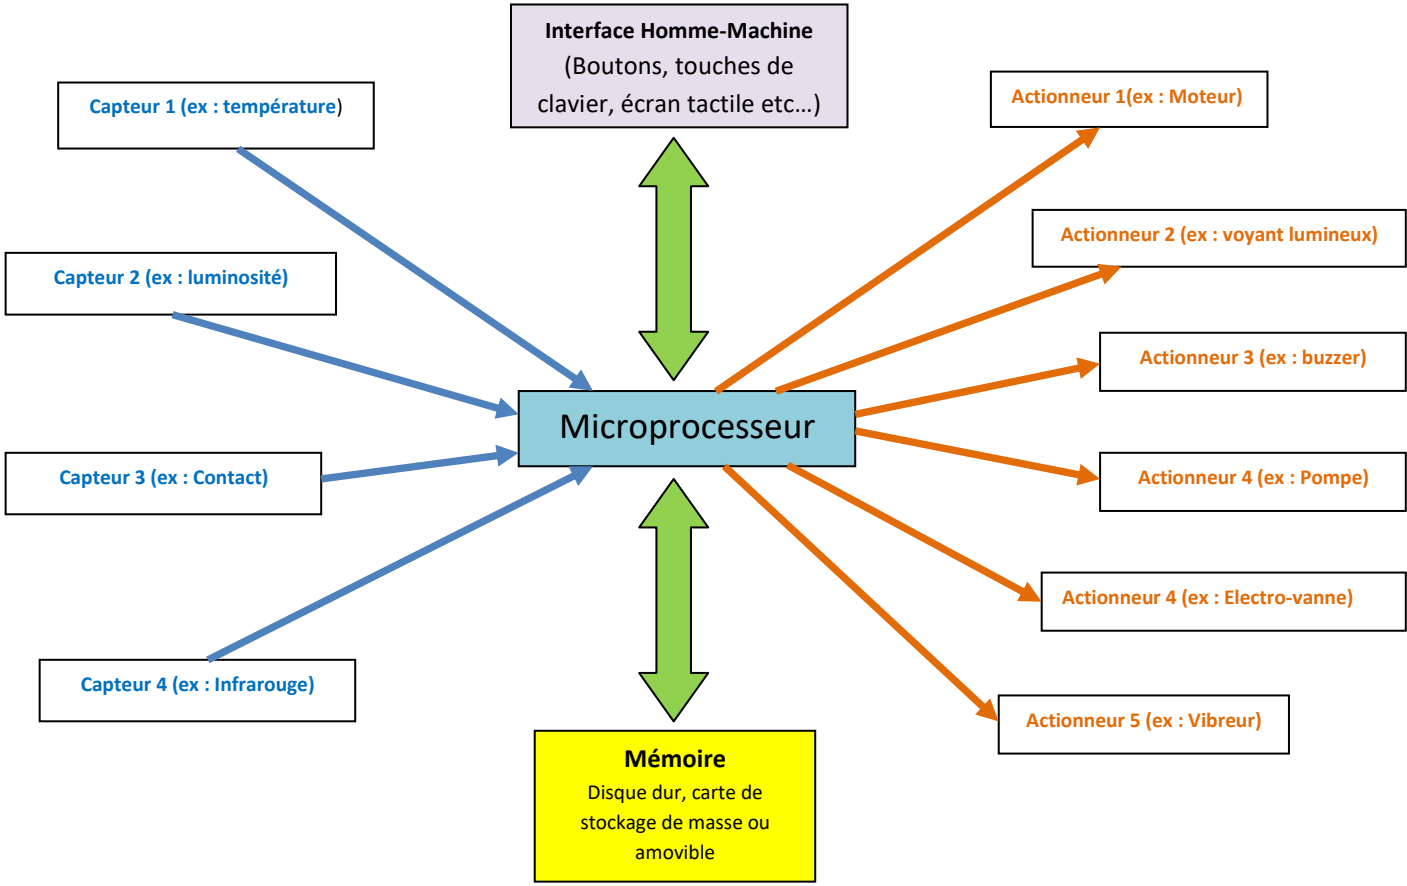 Interface Homme-Machine
(Boutons, touches de
clavier, écran tactile etc...)
Capteur 1 (ex : température)
Actionneur 1(ex : Moteur)
Capteur 2 (ex : luminosité)
Actionneur 2 (ex : voyant lumineux)
Actionneur 3 (ex : buzzer)
Microprocesseur
Capteur 3 (ex : Contact)
Actionneur 4 (ex : Pompe)
Actionneur 4 (ex : Electro-vanne)
Capteur 4 (ex : Infrarouge)
Actionneur 5 (ex : Vibreur)
Mémoire
Disque dur, carte de
stockage de masse ou
amovible